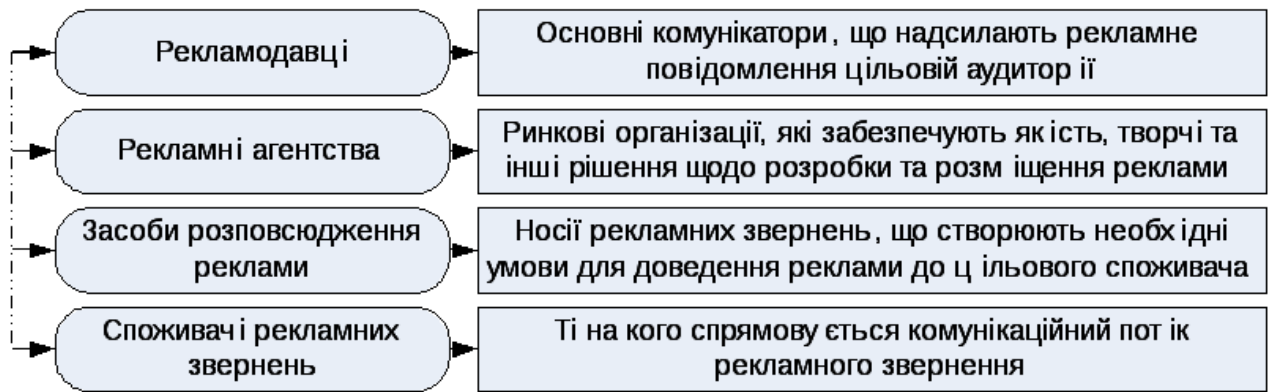 Рекламодавці
Основні комунікатори, що надсилають рекламне
повідомлення цільовій аудитор ії
Рекламні агентства
Ринкові організації, які забезпечують як ість, творчі та
інші рішення щодо розробки та розм іщення реклами
Засоби розповсюдження
реклами
Носії рекламних звернень, що створюють необх ідні
умови для доведення реклами до ц ільового споживача
Споживачі рекламних
звернень
Ті на кого спрямову ється комунікаційний пот ік
рекламного звернення